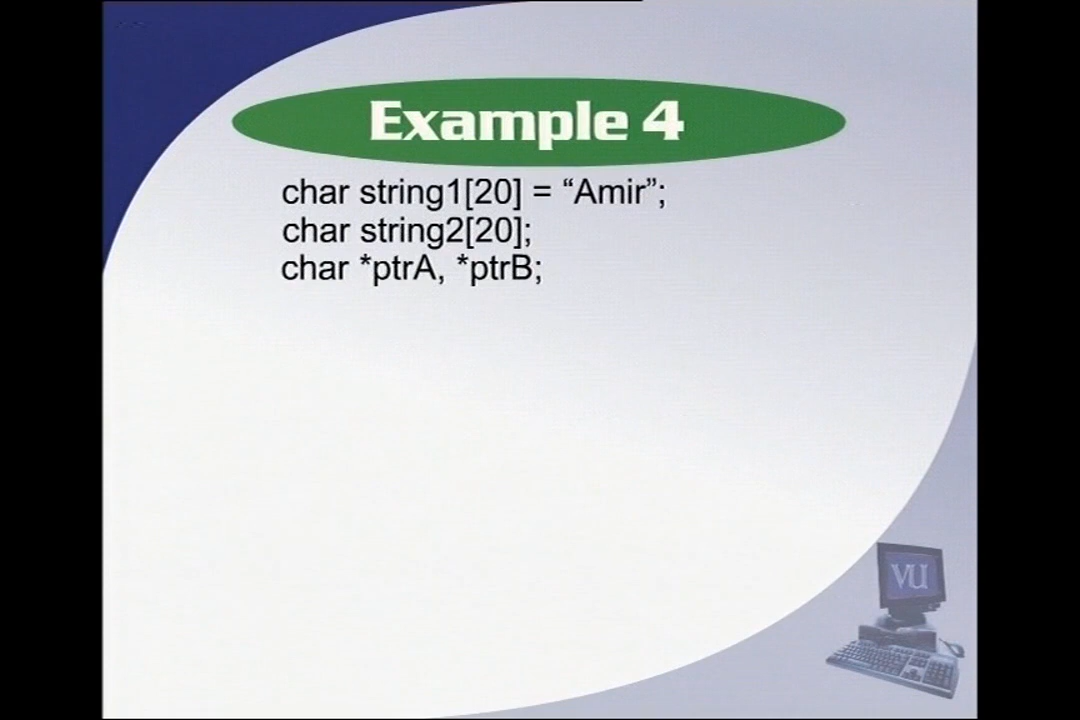 Example 4
char string1[20] = “Amir”;
char string2[20];
char *ptrA, *ptrB;
VU